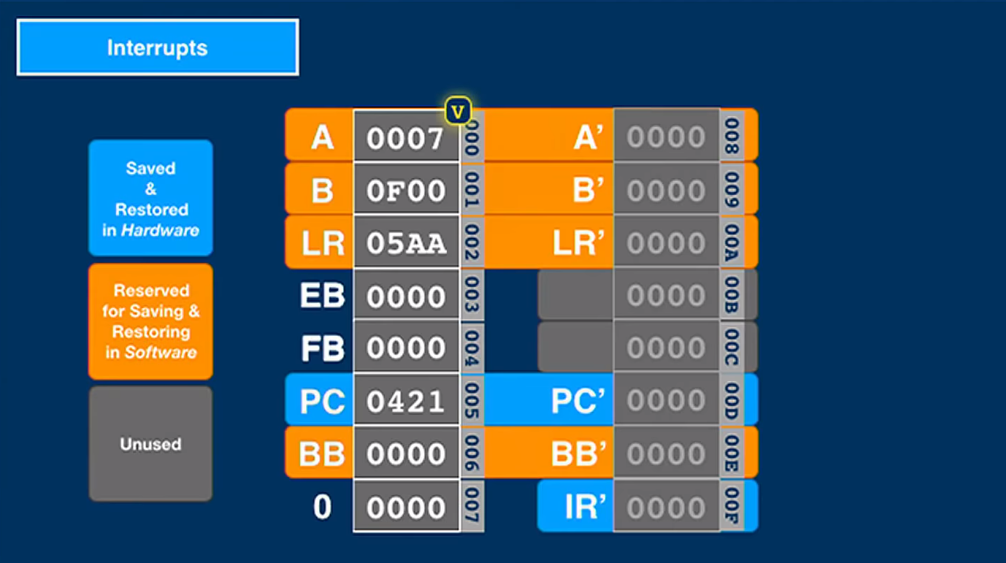 Interrupts
V
A 0007 000 A’ 0000 008
B 0F00 001 B’ 0000 009
LR 05AA 002 LR’ 0000 00A
EB 0000 003 0000 00B
FB 0000 004 0000 00C
PC 0421 005 PC’ 0000 00D
BB 0000 006 BB’ 0000 00E
0 0000 007 IR’ 0000 00F
Saved
&
Restored
in Hardware
Reserved
for Saving &
Restoring
in Software
Unused